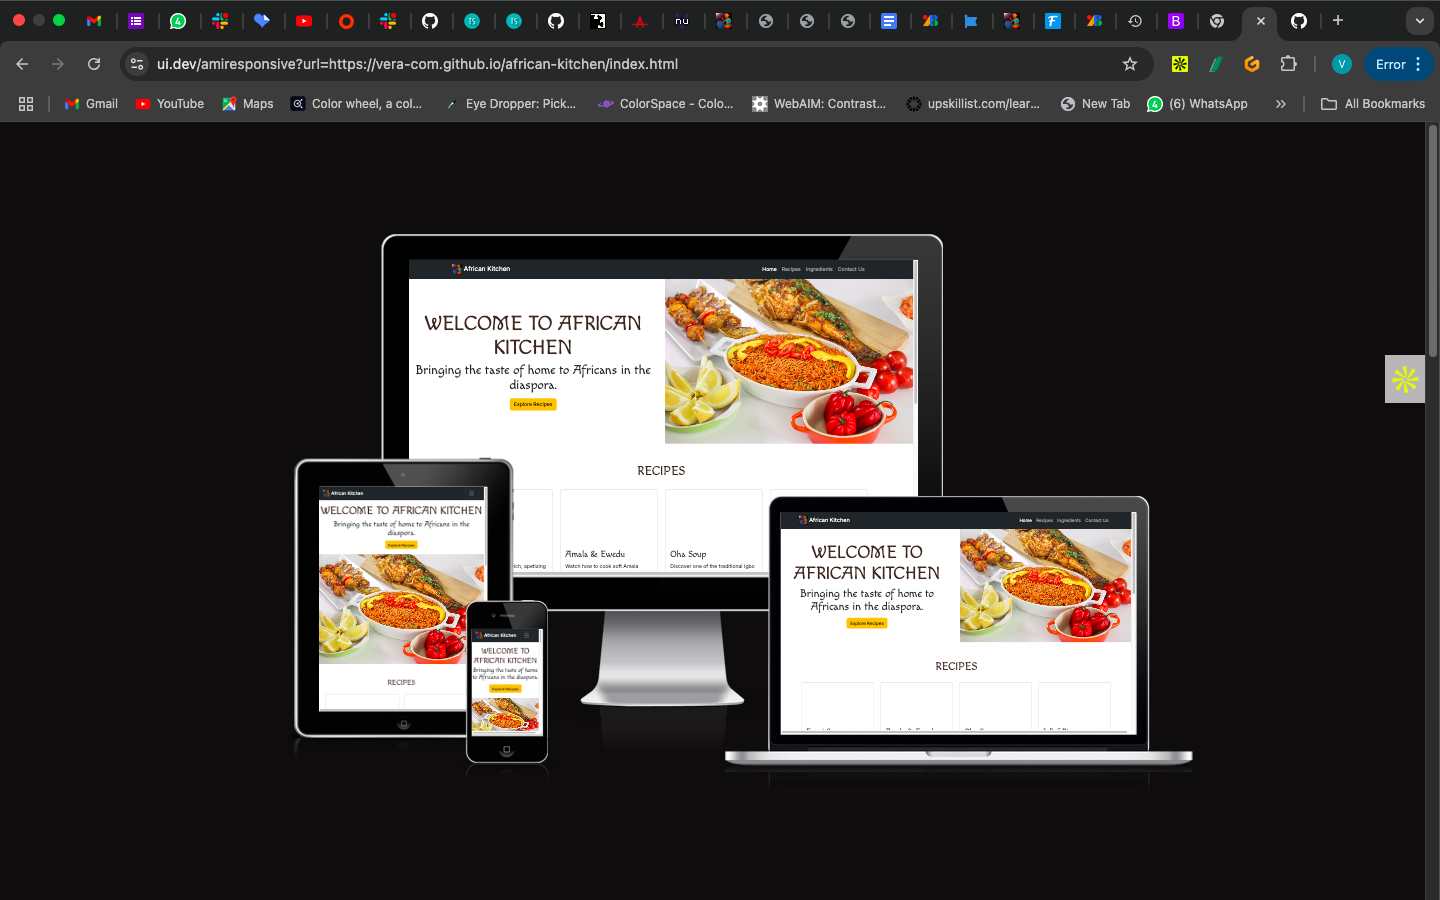 ui.dev/amiresponsive?url=https://vera-com.github.io/african-kitchen/index.html
V
Error
Gmail
YouTube
Maps
Color wheel, a col...
Eye Dropper: Pick...
ColorSpace - Colo...
WebAIM: Contrast...
upskillist.com/lear...
New Tab
(6) WhatsApp
All Bookmarks
African Kitchen
Home Recipes Ingredients Contact Us
WELCOME TO AFRICAN
KITCHEN
Bringing the taste of home to Africans in the
diaspora.
Explore Recipes
RECIPES
Amala & Ewedu
Oha Soup
rich, apetizing
Watch how to cook soft Amala
Discover one of the traditional Igbo
African Kitchen
WELCOME TO AFRICAN KITCHEN
Bringing the taste of home to Africans in the
diaspora.
Explore Recipes
RECIPES
African Kitchen
WELCOME TO
AFRICAN KITCHEN
Bringing the taste of home
to Africans in the diaspora.
Explore Recipes
African Kitchen
Home Recipes Ingredients Contact Us
WELCOME TO
AFRICAN KITCHEN
Bringing the taste of home to
Africans in the diaspora.
Explore Recipes
RECIPES